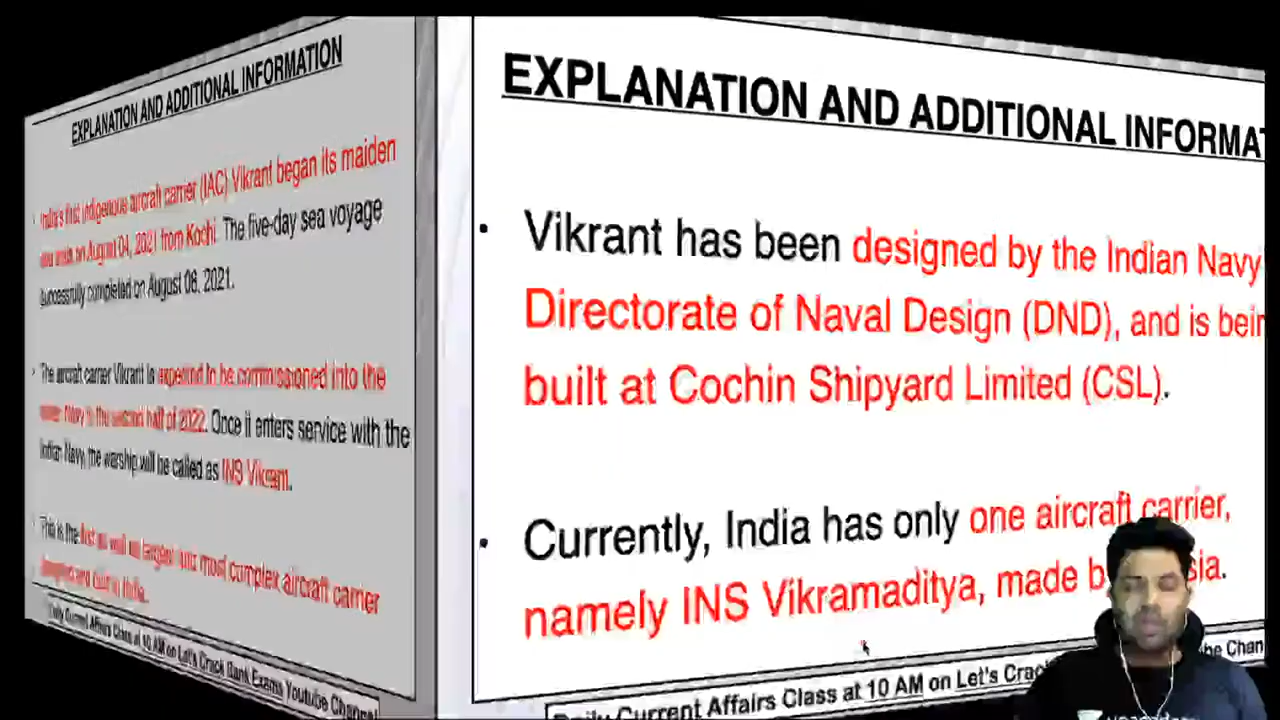 EXPLANATION AND ADDITIONAL INFORMATION
India's first indigenous aircraft carrier (IAC) Vikrant began its maiden
sea trials on August 04, 2021 from Kochi. The five-day sea voyage
successfully completed on August 08, 2021.
The aircraft carrier Vikrant is expected to be commissioned into the
Navy in the second half of 2022. Once it enters service with the
Indian Navy, the warship will be called as INS Vikrant.
This is the first as well as largest and most complex aircraft carrier
designed and built in India.
Daily Current Affairs Class at 10 AM on Let's Crack Bank Exams Youtube Channel
EXPLANATION AND ADDITIONAL INFORMAT
• Vikrant has been designed by the Indian Navy
Directorate of Naval Design (DND), and is bein
built at Cochin Shipyard Limited (CSL).
• Currently, India has only one aircraft carrier,
namely INS Vikramaditya, made b sia.
Daily Current Affairs Class at 10 AM on Let's Crac be Chan